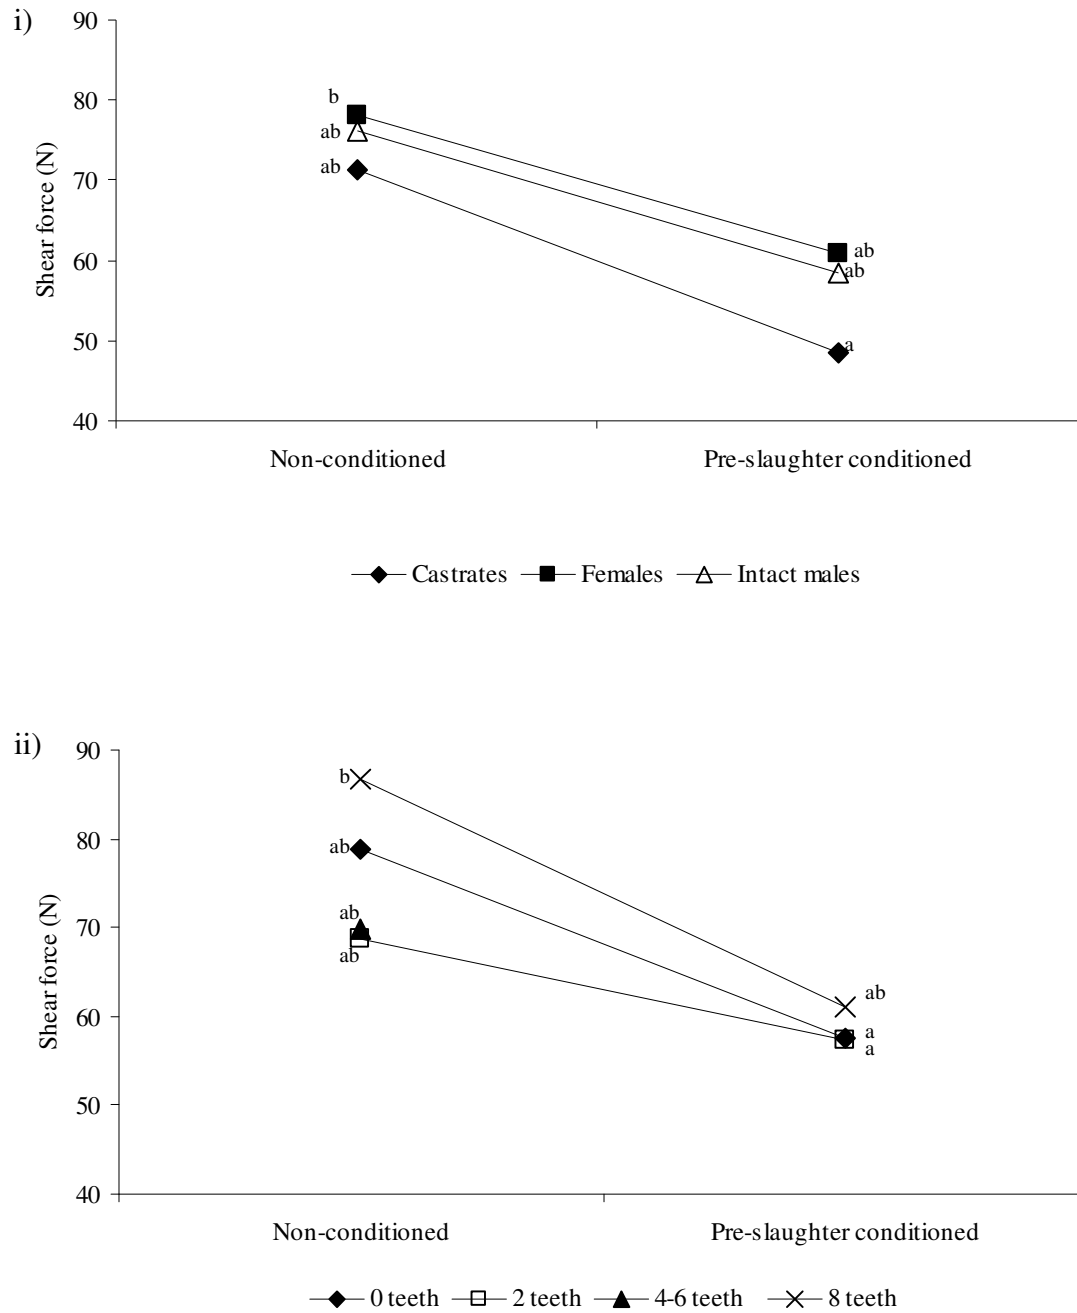 i)
90
80
70
60
50
40
Shear force (N)
b
ab
ab
ab
ab
a
Non-conditioned Pre-slaughter conditioned
Castrates Females Intact males
ii)
90
80
70
60
50
40
Shear force (N)
b
ab
ab
ab
ab
a
a
Non-conditioned Pre-slaughter conditioned
0 teeth 2 teeth 4-6 teeth 8 teeth